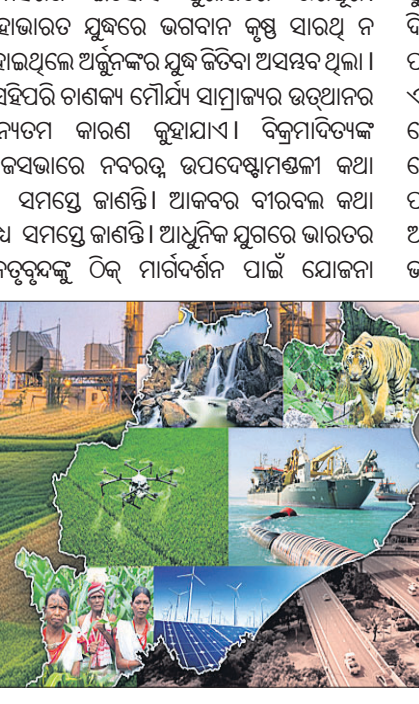 ହାଭାରତ ଯୁଦ୍ଧରେ ଭଗବାନ କୃଷ୍ଣ ସାରଥି ନ
ହାଇଥିଲେ ଅର୍ଜୁନଙ୍କର ଯୁଦ୍ଧ ଜିତିବା ଅସମ୍ଭବ ଥିଲା ।
ସହିପରି ଚାଣକ୍ୟ ମୌର୍ଯ୍ୟ ସାମ୍ରାଜ୍ୟର ଉତ୍‌ଥାନର
ନ୍ୟତମ କାରଣ କୁହାଯାଏ । ବିକ୍ରମାଦିତ୍ୟଙ୍କ
ଜସଭାରେ ନବରତ୍ନ ଉପଦେଷ୍ଟାମଣ୍ଡଳୀ କଥା
ସମସ୍ତେ ଜାଣନ୍ତି । ଆକବର ବୀରବଲ କଥା
ଧ ସମସ୍ତେ ଜାଣନ୍ତି । ଆଧୁନିକ ଯୁଗରେ ଭାରତର
ନତୃବୃନ୍ଦଙ୍କୁ ଠିକ୍ ମାର୍ଗଦର୍ଶନ ପାଇଁ ଯୋଜନା